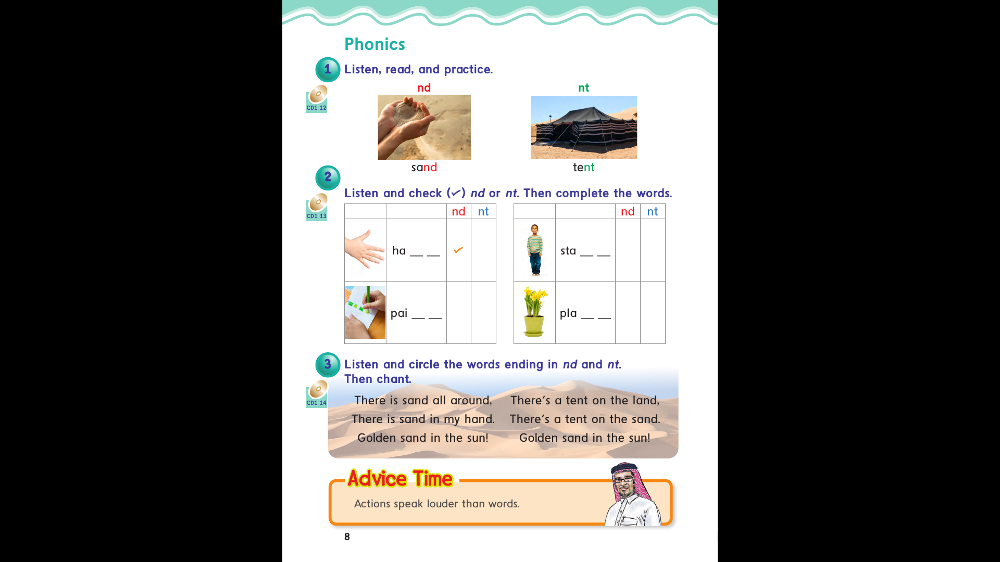 Phonics
1 Listen, read, and practice.
CD1 12
nd nt
sand tent
2
Listen and check (✓) nd or nt. Then complete the words.
CD1 13
nd nt nd nt
ha __ __ ✓ sta __ __
pai __ __ pla __ __
3 Listen and circle the words ending in nd and nt.
Then chant.
CD1 14
There is sand all around,
There is sand in my hand.
Golden sand in the sun!
There's a tent on the land,
There's a tent on the sand.
Golden sand in the sun!
Advice Time
Actions speak louder than words.
8